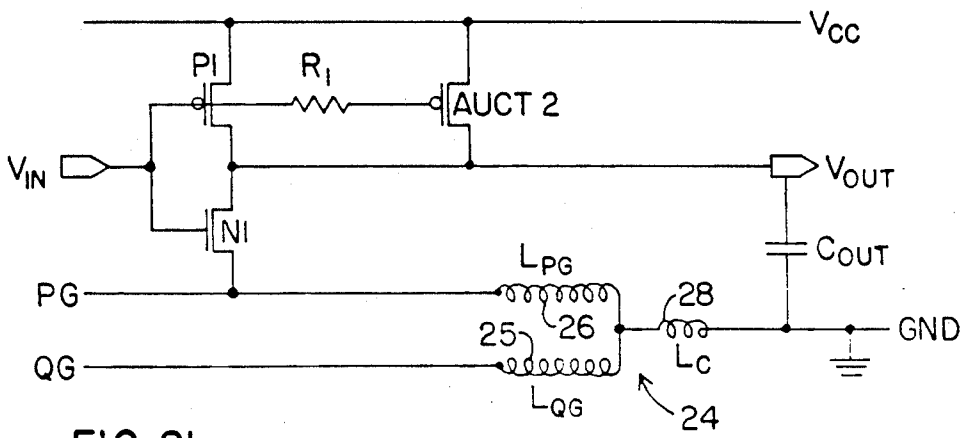 VCC
P1
R1
AUCT 2
VIN
VOUT
N1
COUT
LPG
28
PG
26
GND
25
LC
QG
LQG
24